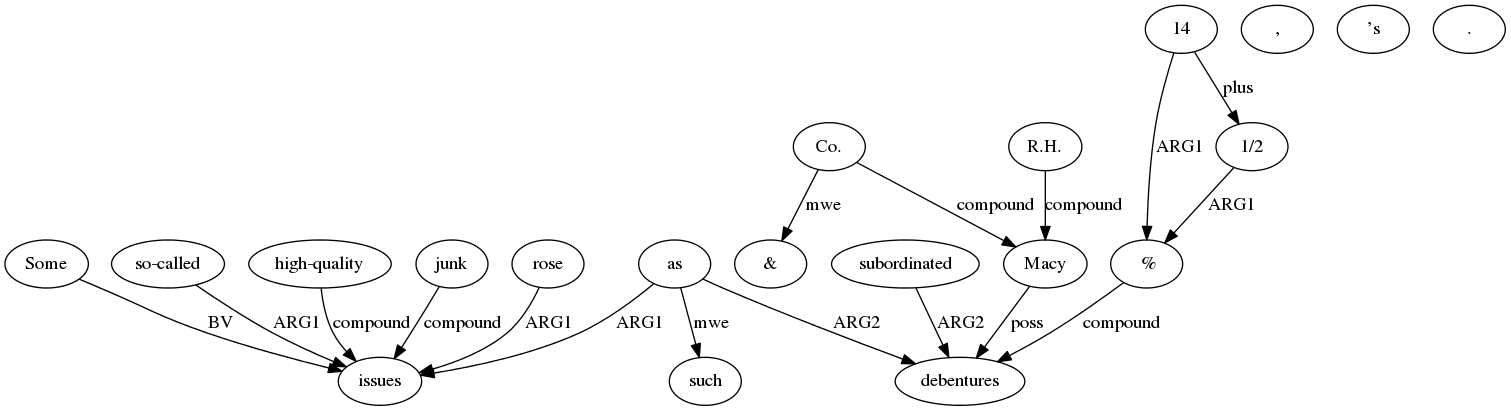 14 , 's .
plus
Co. R.H. ARG1 1/2
mwe compound compound ARG1
Some so-called high-quality junk rose as & subordinated Macy %
BV ARG1 compound compound ARG1 ARG1 mwe ARG2 ARG2 poss compound
issues such debentures